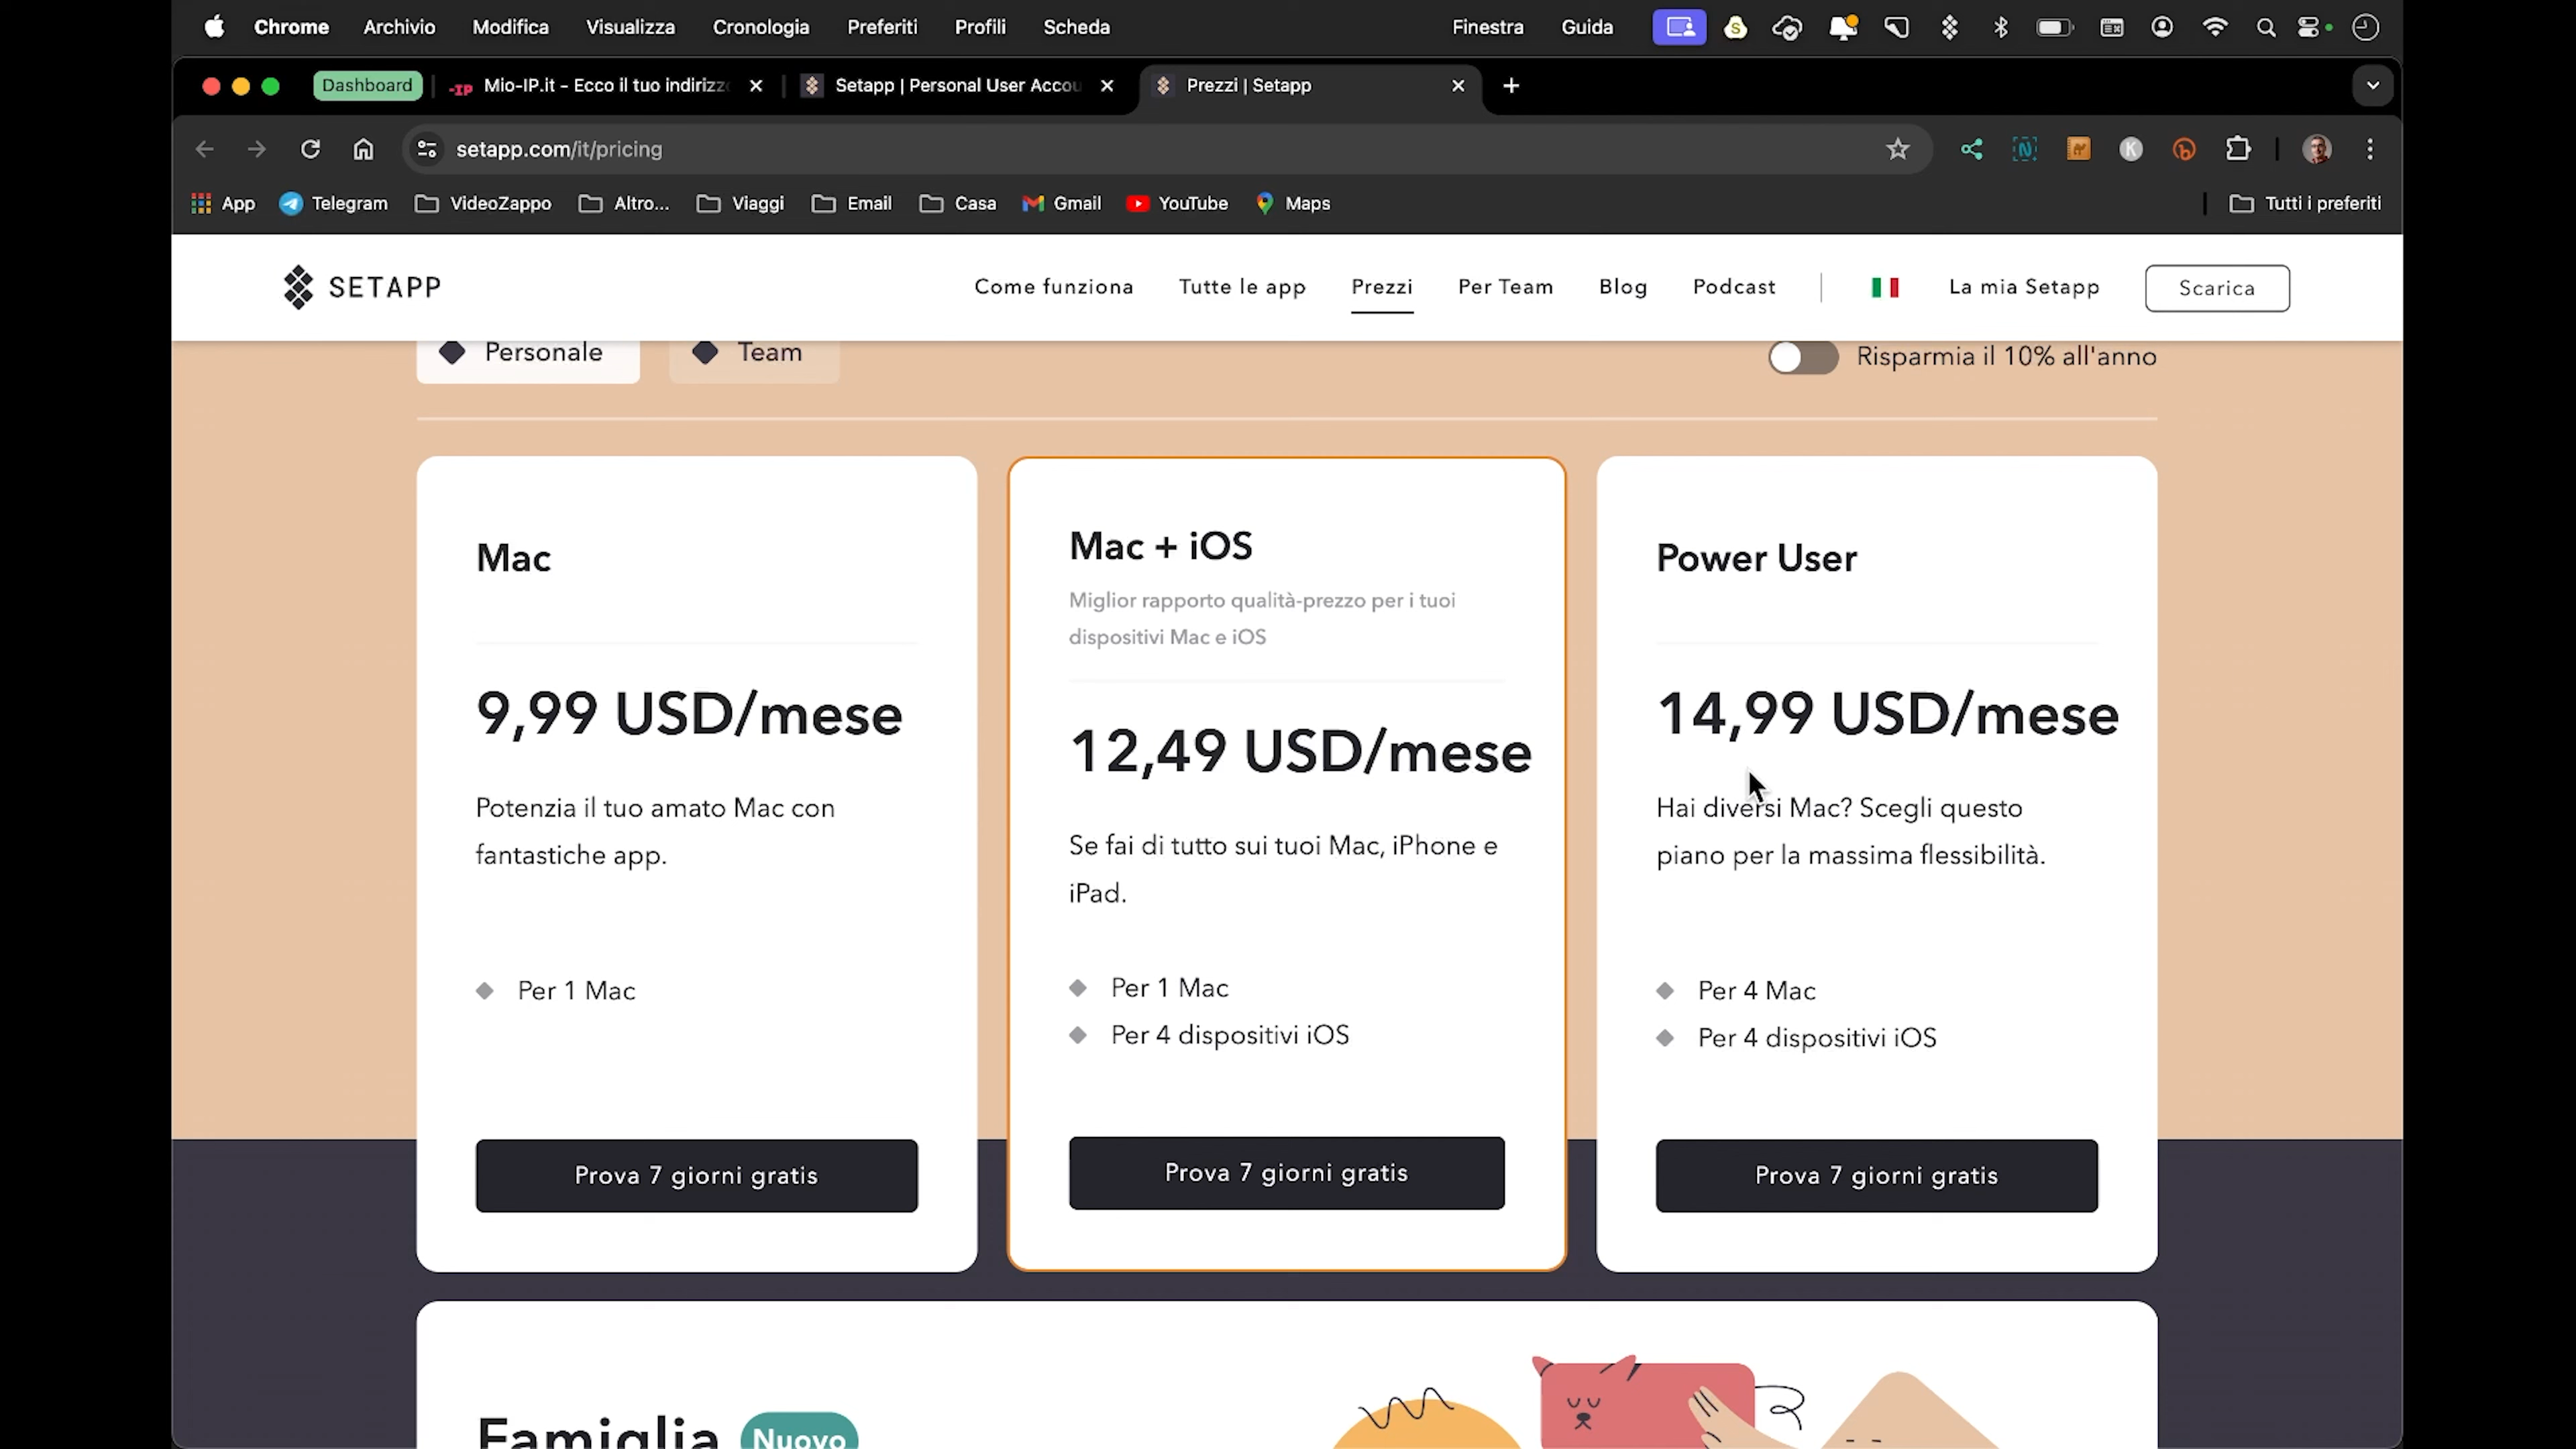 Chrome Archivio Modifica Visualizza Cronologia Preferiti Profili Scheda Finestra Guida
Dashboard Mio-IP.it - Ecco il tuo indirizzo Setapp | Personal User Accou Prezzi | Setapp
setapp.com/it/pricing
App Telegram VideoZappo Altro... Viaggi Email Casa Gmail YouTube Maps Tutti i preferiti
SETAPP Come funziona Tutte le app Prezzi Per Team Blog Podcast La mia Setapp Scarica
Personale Team Risparmia il 10% all'anno
Mac
9,99 USD/mese
Potenzia il tuo amato Mac con
fantastiche app.
Per 1 Mac
Prova 7 giorni gratis
Mac + iOS
Miglior rapporto qualità-prezzo per i tuoi
dispositivi Mac e iOS
12,49 USD/mese
Se fai di tutto sui tuoi Mac, iPhone e
iPad.
Per 1 Mac
Per 4 dispositivi iOS
Prova 7 giorni gratis
Power User
14,99 USD/mese
Hai diversi Mac? Scegli questo
piano per la massima flessibilità.
Per 4 Mac
Per 4 dispositivi iOS
Prova 7 giorni gratis
Famiglia Nuovo